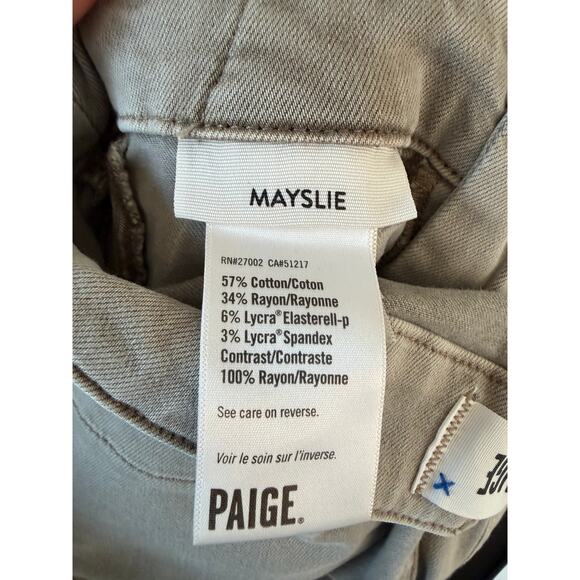 MAYSLIE
RN#27002 CA#51217
57% Cotton/Coton
34% Rayon/Rayonne
6% Lycra® Elasterell-p
3% Lycra® Spandex
Contrast/Contraste
100% Rayon/Rayonne
See care on reverse.
Voir le soin sur l'inverse.
PAIGE®